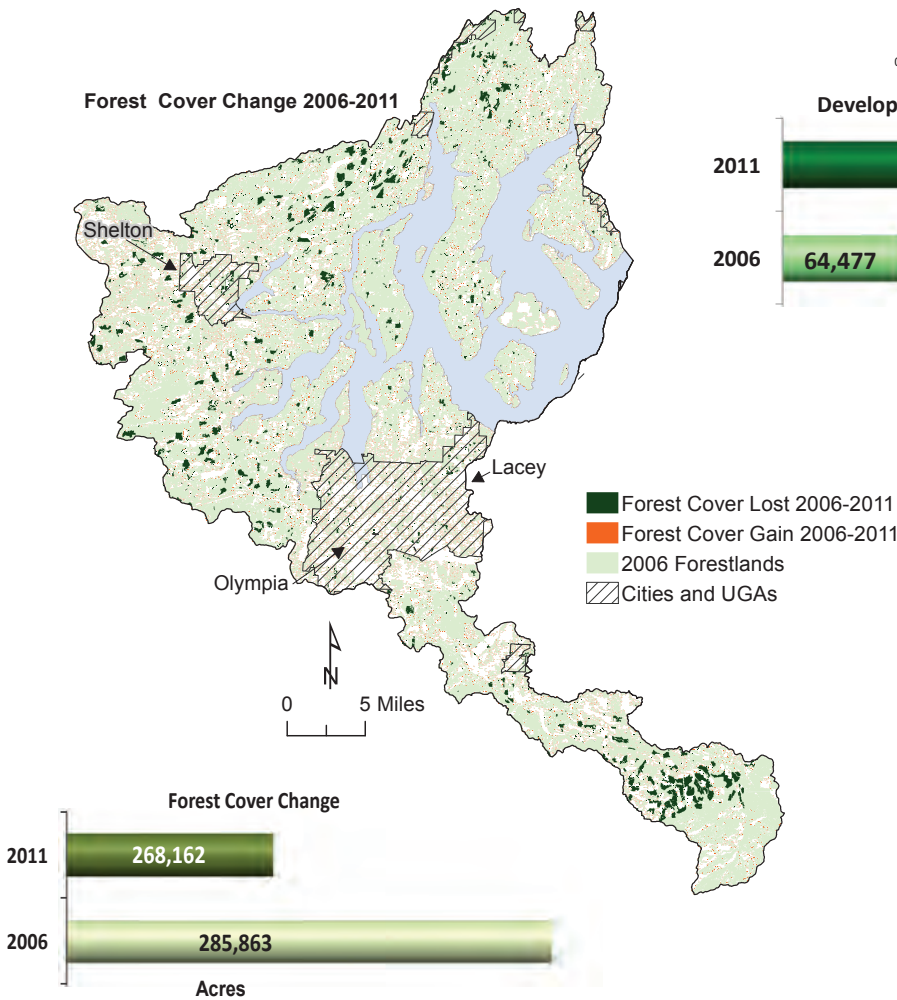 Forest Cover Change 2006-2011
Develop
2011
2006
64,477
Shelton
Lacey
Olympia
Forest Cover Lost 2006-2011
Forest Cover Gain 2006-2011
2006 Forestlands
Cities and UGAs
N
0 5 Miles
Forest Cover Change
2011
268,162
2006
285,863
Acres